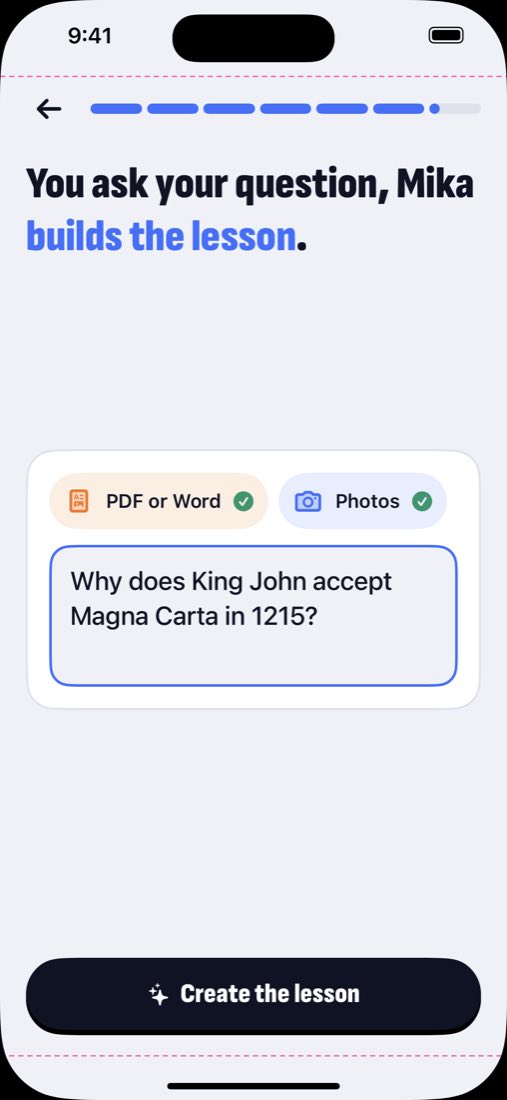 9:41
You ask your question, Mika
builds the lesson.
PDF or Word
Photos
Why does King John accept
Magna Carta in 1215?
Create the lesson